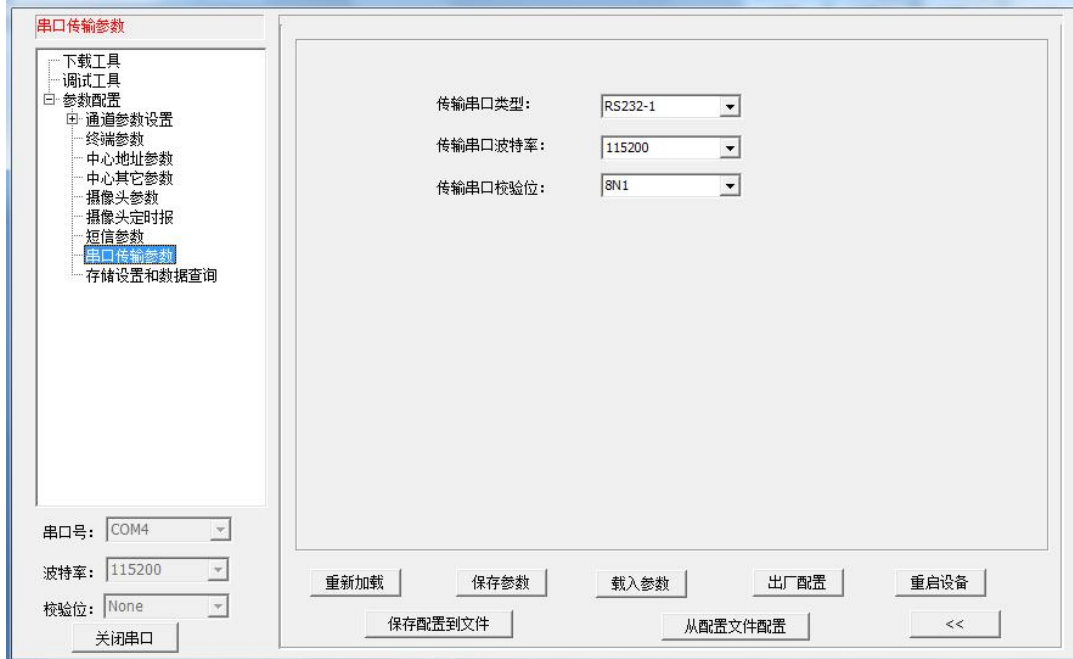 串口传输参数
下载工具
调试工具
参数配置
通道参数设置
终端参数
中心地址参数
中心其它参数
摄像头参数
摄像头定时报
短信参数
串口传输参数
存储设置和数据查询
串口号: COM4
波特率: 115200
校验位: None
关闭串口
传输串口类型: RS232-1
传输串口波特率: 115200
传输串口校验位: 8N1
重新加载 保存参数 载入参数 出厂配置 重启设备
保存配置到文件 从配置文件配置 <<